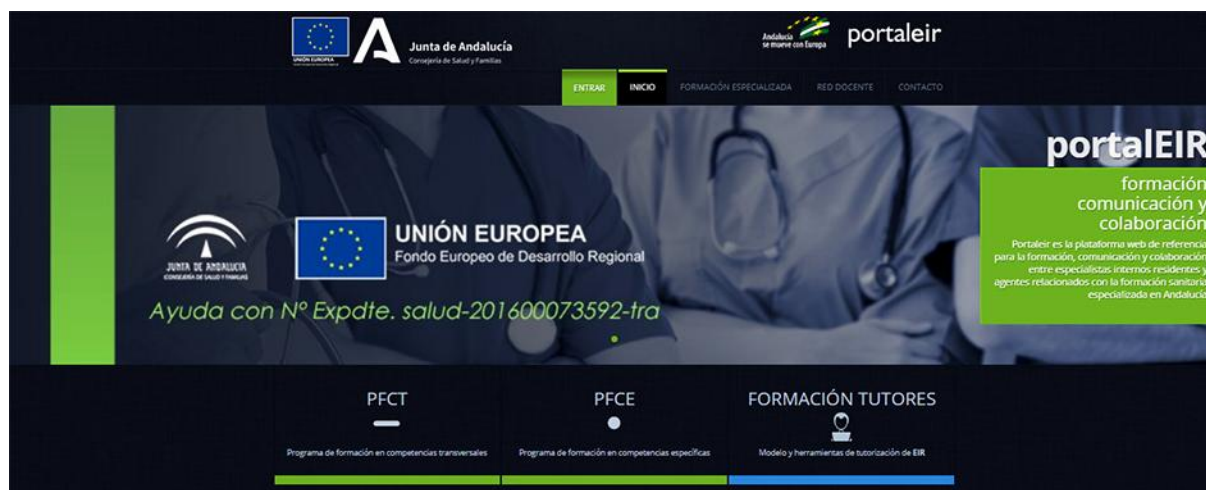 UNIÓN EUROPEA
Junta de Andalucía
Consejería de Salud y Familias
Andalucía
se mueve con Europa
portaleir
ENTRAR INICIO FORMACIÓN ESPECIALIZADA RED DOCENTE CONTACTO
portalEIR
formación
comunicación y
colaboración
Portaleir es la plataforma web de referencia
para la formación, comunicación y colaboración
entre especialistas internos residentes y
agentes relacionados con la formación sanitaria
especializada en Andalucía
JUNTA DE ANDALUCIA
CONSEJERÍA DE SALUD Y FAMILIAS
UNIÓN EUROPEA
Fondo Europeo de Desarrollo Regional
Ayuda con Nº Expdte. salud-201600073592-tra
PFCT
Programa de formación en competencias transversales
PFCE
Programa de formación en competencias específicas
FORMACIÓN TUTORES
Modelo y herramientas de tutorización de EIR